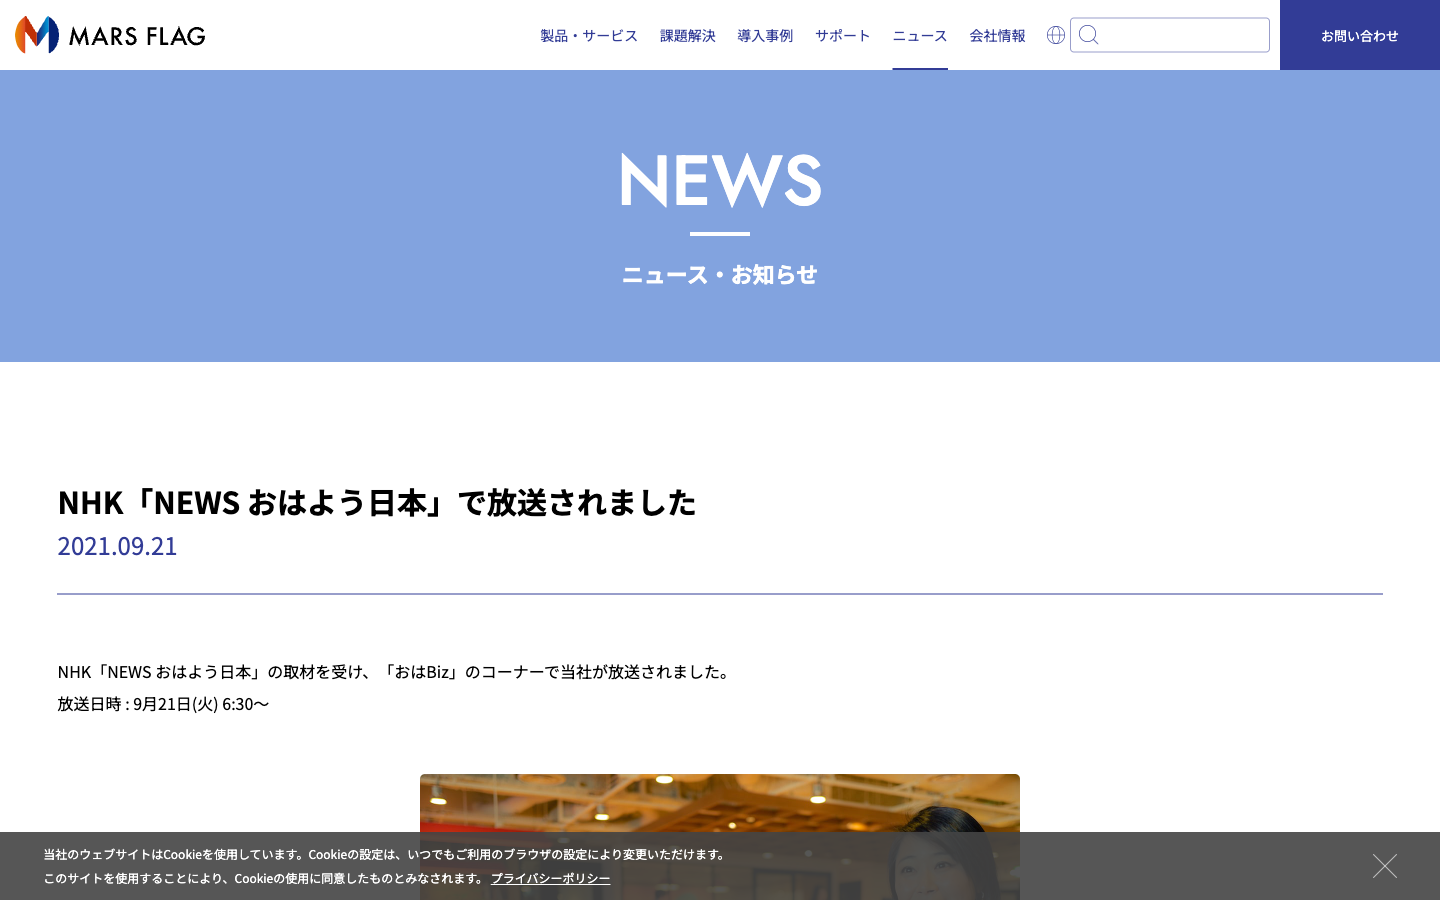 MARS FLAG
製品・サービス 課題解決 導入事例 サポート ニュース 会社情報 お問い合わせ
NEWS
ニュース・お知らせ
NHK「NEWS おはよう日本」で放送されました
2021.09.21
NHK「NEWS おはよう日本」の取材を受け、「おはBiz」のコーナーで当社が放送されました。
放送日時 : 9月21日(火) 6:30〜
当社のウェブサイトはCookieを使用しています。Cookieの設定は、いつでもご利用のブラウザの設定により変更いただけます。
このサイトを使用することにより、Cookieの使用に同意したものとみなされます。 プライバシーポリシー